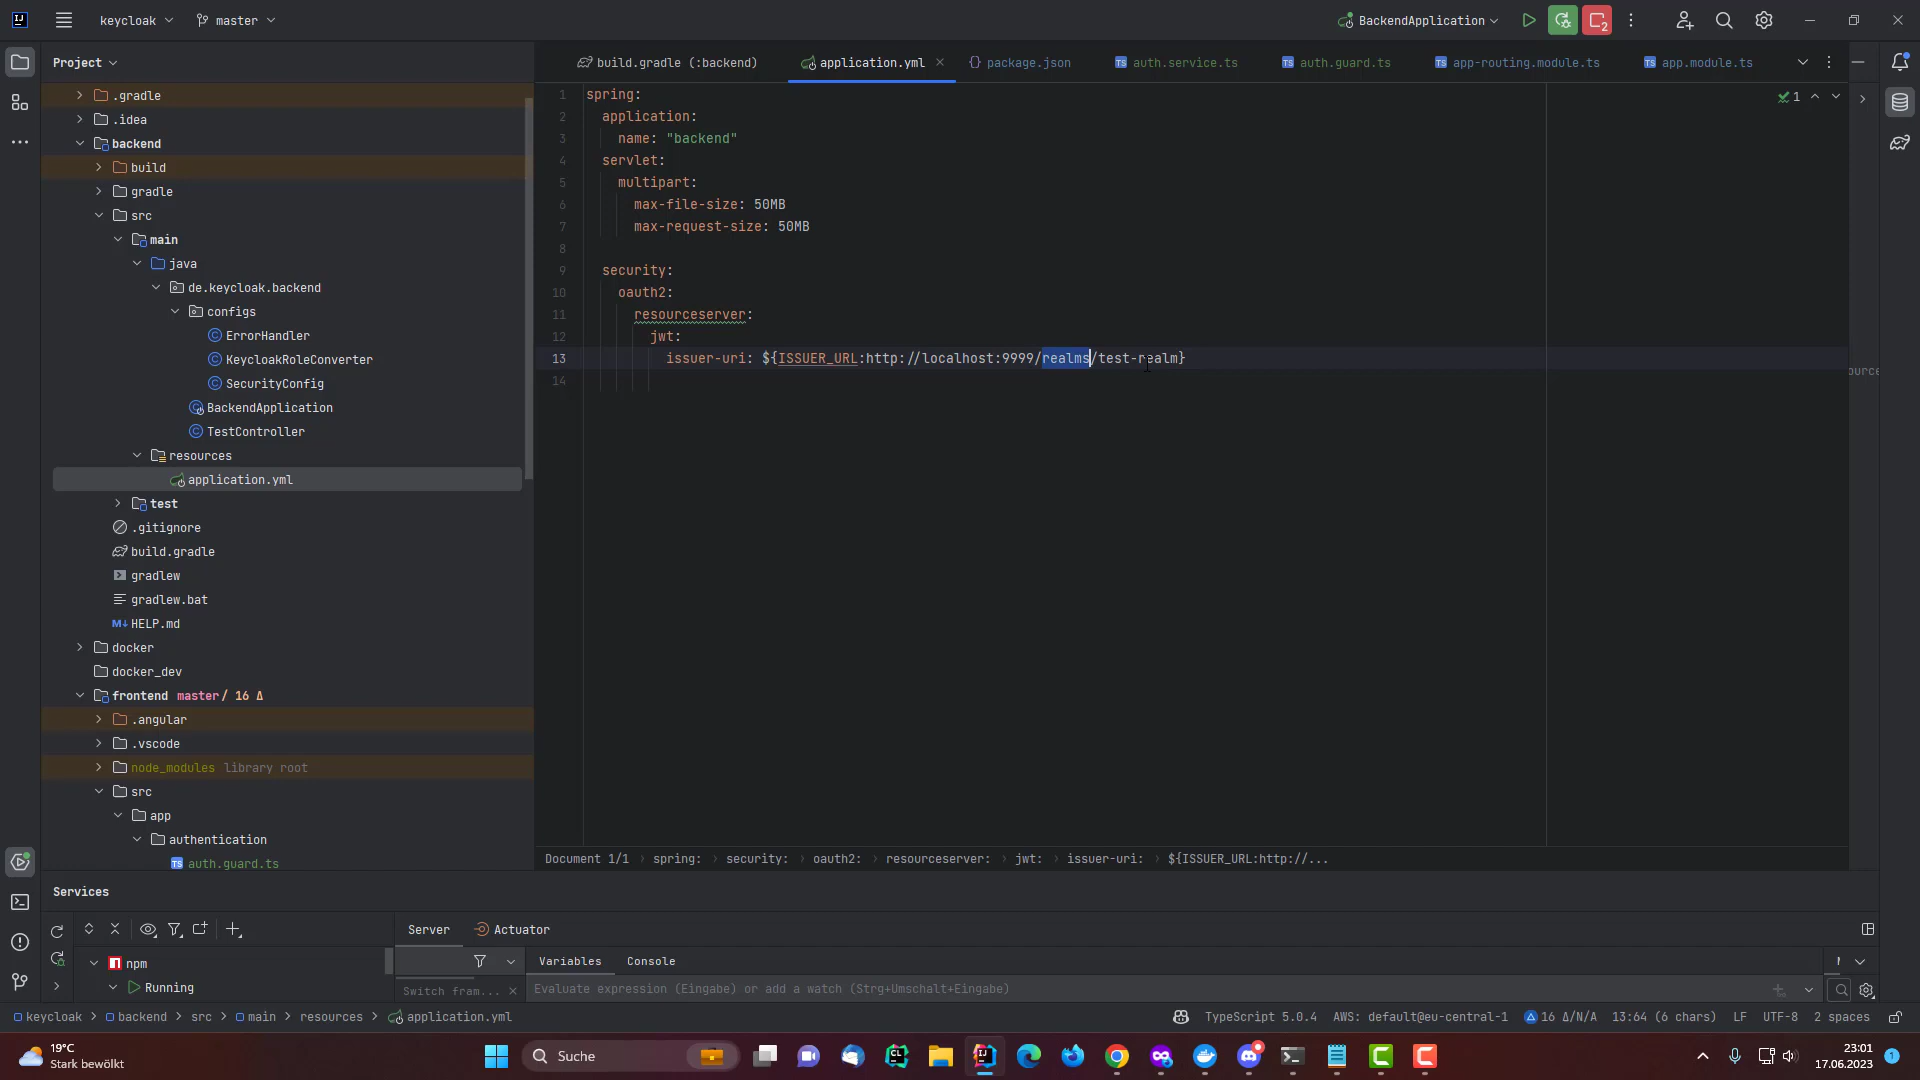 keycloak
master
BackendApplication
2
Project
build.gradle (:backend)
application.yml
package.json
auth.service.ts
auth.guard.ts
app-routing.module.ts
app.module.ts
.gradle
.idea
backend
build
gradle
src
main
java
de.keycloak.backend
configs
ErrorHandler
KeycloakRoleConverter
SecurityConfig
BackendApplication
TestController
resources
application.yml
test
.gitignore
build.gradle
gradlew
gradlew.bat
HELP.md
docker
docker_dev
frontend master / 16 Δ
.angular
.vscode
node_modules library root
src
app
authentication
auth.guard.ts
1 spring:
2 application:
3 name: "backend"
4 servlet:
5 multipart:
6 max-file-size: 50MB
7 max-request-size: 50MB
8
9 security:
10 oauth2:
11 resourceserver:
12 jwt:
13 issuer-uri: ${ISSUER_URL:http://localhost:9999/realms/test-realm}
14
1
Document 1/1 › spring: › security: › oauth2: › resourceserver: › jwt: › issuer-uri: › ${ISSUER_URL:http://...
Services
Server
Actuator
npm
Running
Variables
Console
Switch fram...
Evaluate expression (Eingabe) or add a watch (Strg+Umschalt+Eingabe)
keycloak › backend › src › main › resources › application.yml
TypeScript 5.0.4
AWS: default@eu-central-1
16 Δ/N/A
13:64 (6 chars)
LF
UTF-8
2 spaces
19°C
Stark bewölkt
Suche
23:01
17.06.2023
1